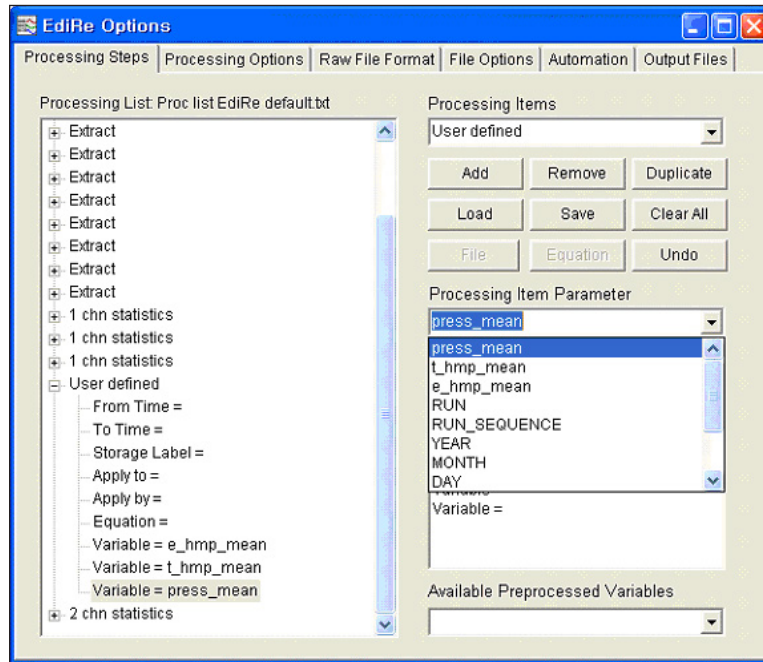 EdiRe Options
Processing Steps
Processing Options
Raw File Format
File Options
Automation
Output Files
Processing List: Proc list EdiRe default.txt
Extract
Extract
Extract
Extract
Extract
Extract
Extract
Extract
1 chn statistics
1 chn statistics
1 chn statistics
User defined
From Time =
To Time =
Storage Label =
Apply to =
Apply by =
Equation =
Variable = e_hmp_mean
Variable = t_hmp_mean
Variable = press_mean
2 chn statistics
Processing Items
User defined
Add
Remove
Duplicate
Load
Save
Clear All
File
Equation
Undo
Processing Item Parameter
press_mean
press_mean
t_hmp_mean
e_hmp_mean
RUN
RUN_SEQUENCE
YEAR
MONTH
DAY
Variable =
Available Preprocessed Variables